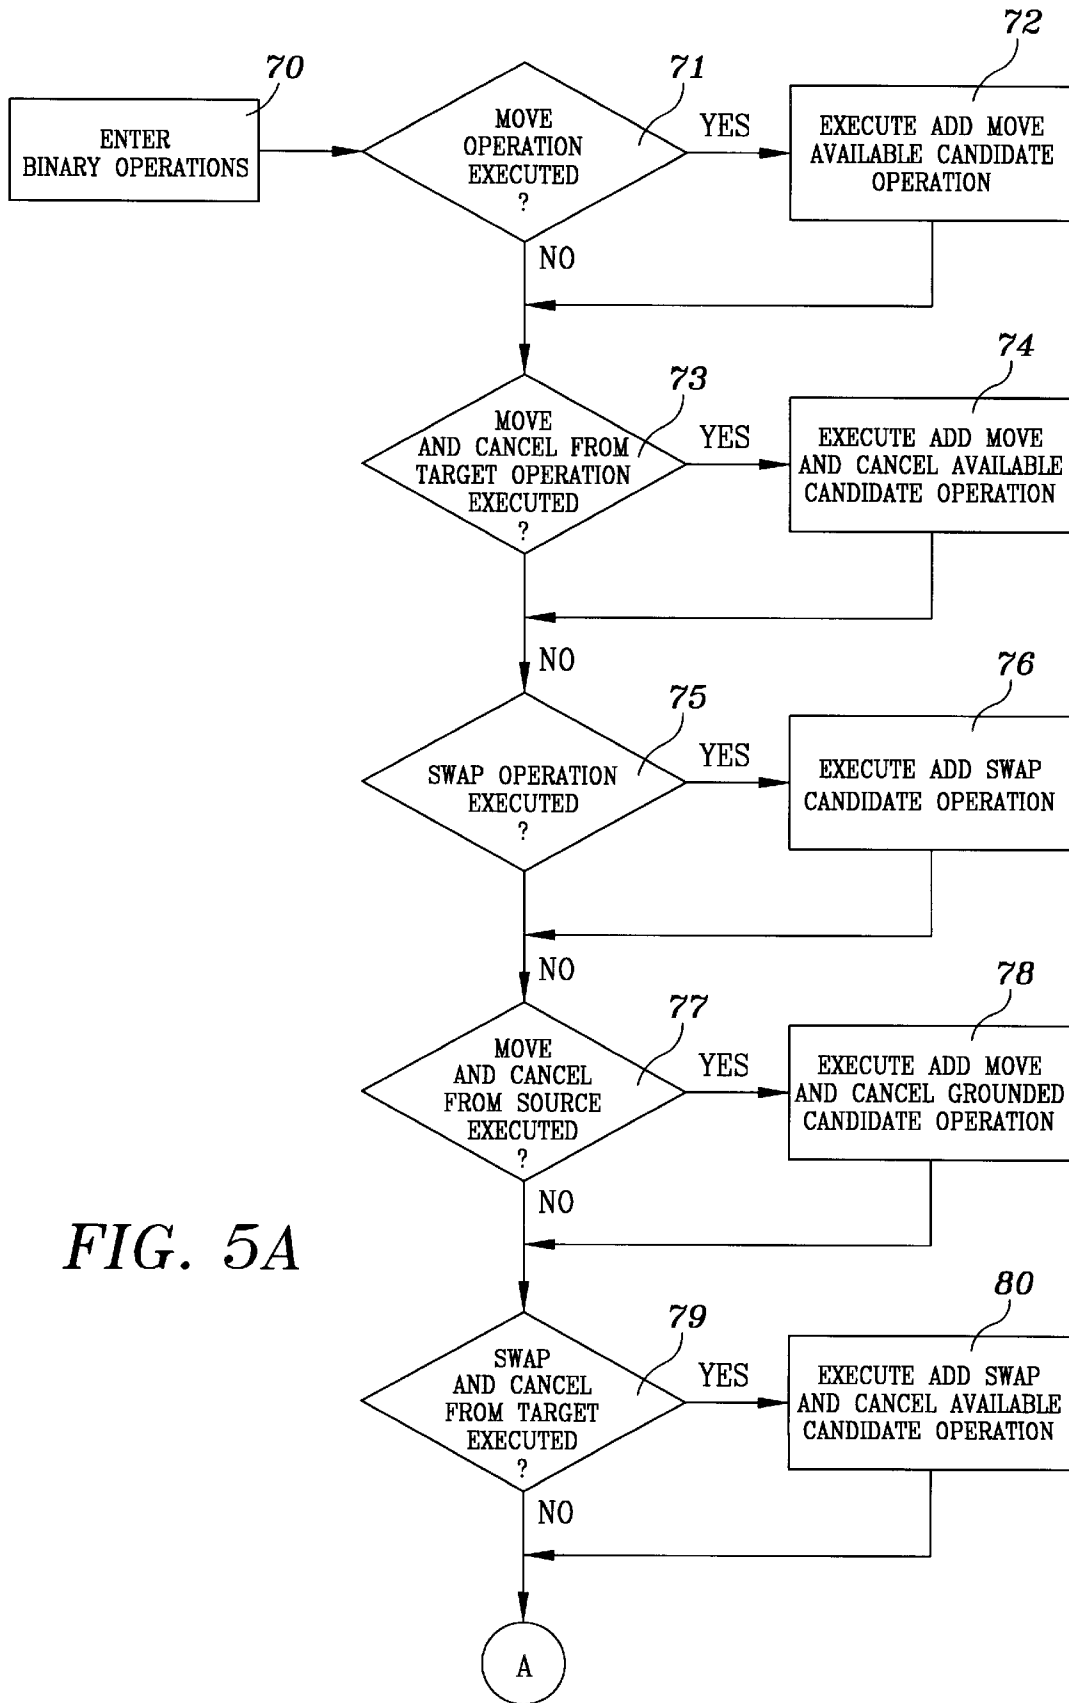 70
ENTER
BINARY OPERATIONS
71
MOVE
OPERATION
EXECUTED
?
YES
72
EXECUTE ADD MOVE
AVAILABLE CANDIDATE
OPERATION
NO
73
MOVE
AND CANCEL FROM
TARGET OPERATION
EXECUTED
?
YES
74
EXECUTE ADD MOVE
AND CANCEL AVAILABLE
CANDIDATE OPERATION
NO
75
SWAP OPERATION
EXECUTED
?
YES
76
EXECUTE ADD SWAP
CANDIDATE OPERATION
NO
77
MOVE
AND CANCEL
FROM SOURCE
EXECUTED
?
YES
78
EXECUTE ADD MOVE
AND CANCEL GROUNDED
CANDIDATE OPERATION
NO
FIG. 5A
79
SWAP
AND CANCEL
FROM TARGET
EXECUTED
?
YES
80
EXECUTE ADD SWAP
AND CANCEL AVAILABLE
CANDIDATE OPERATION
NO
A